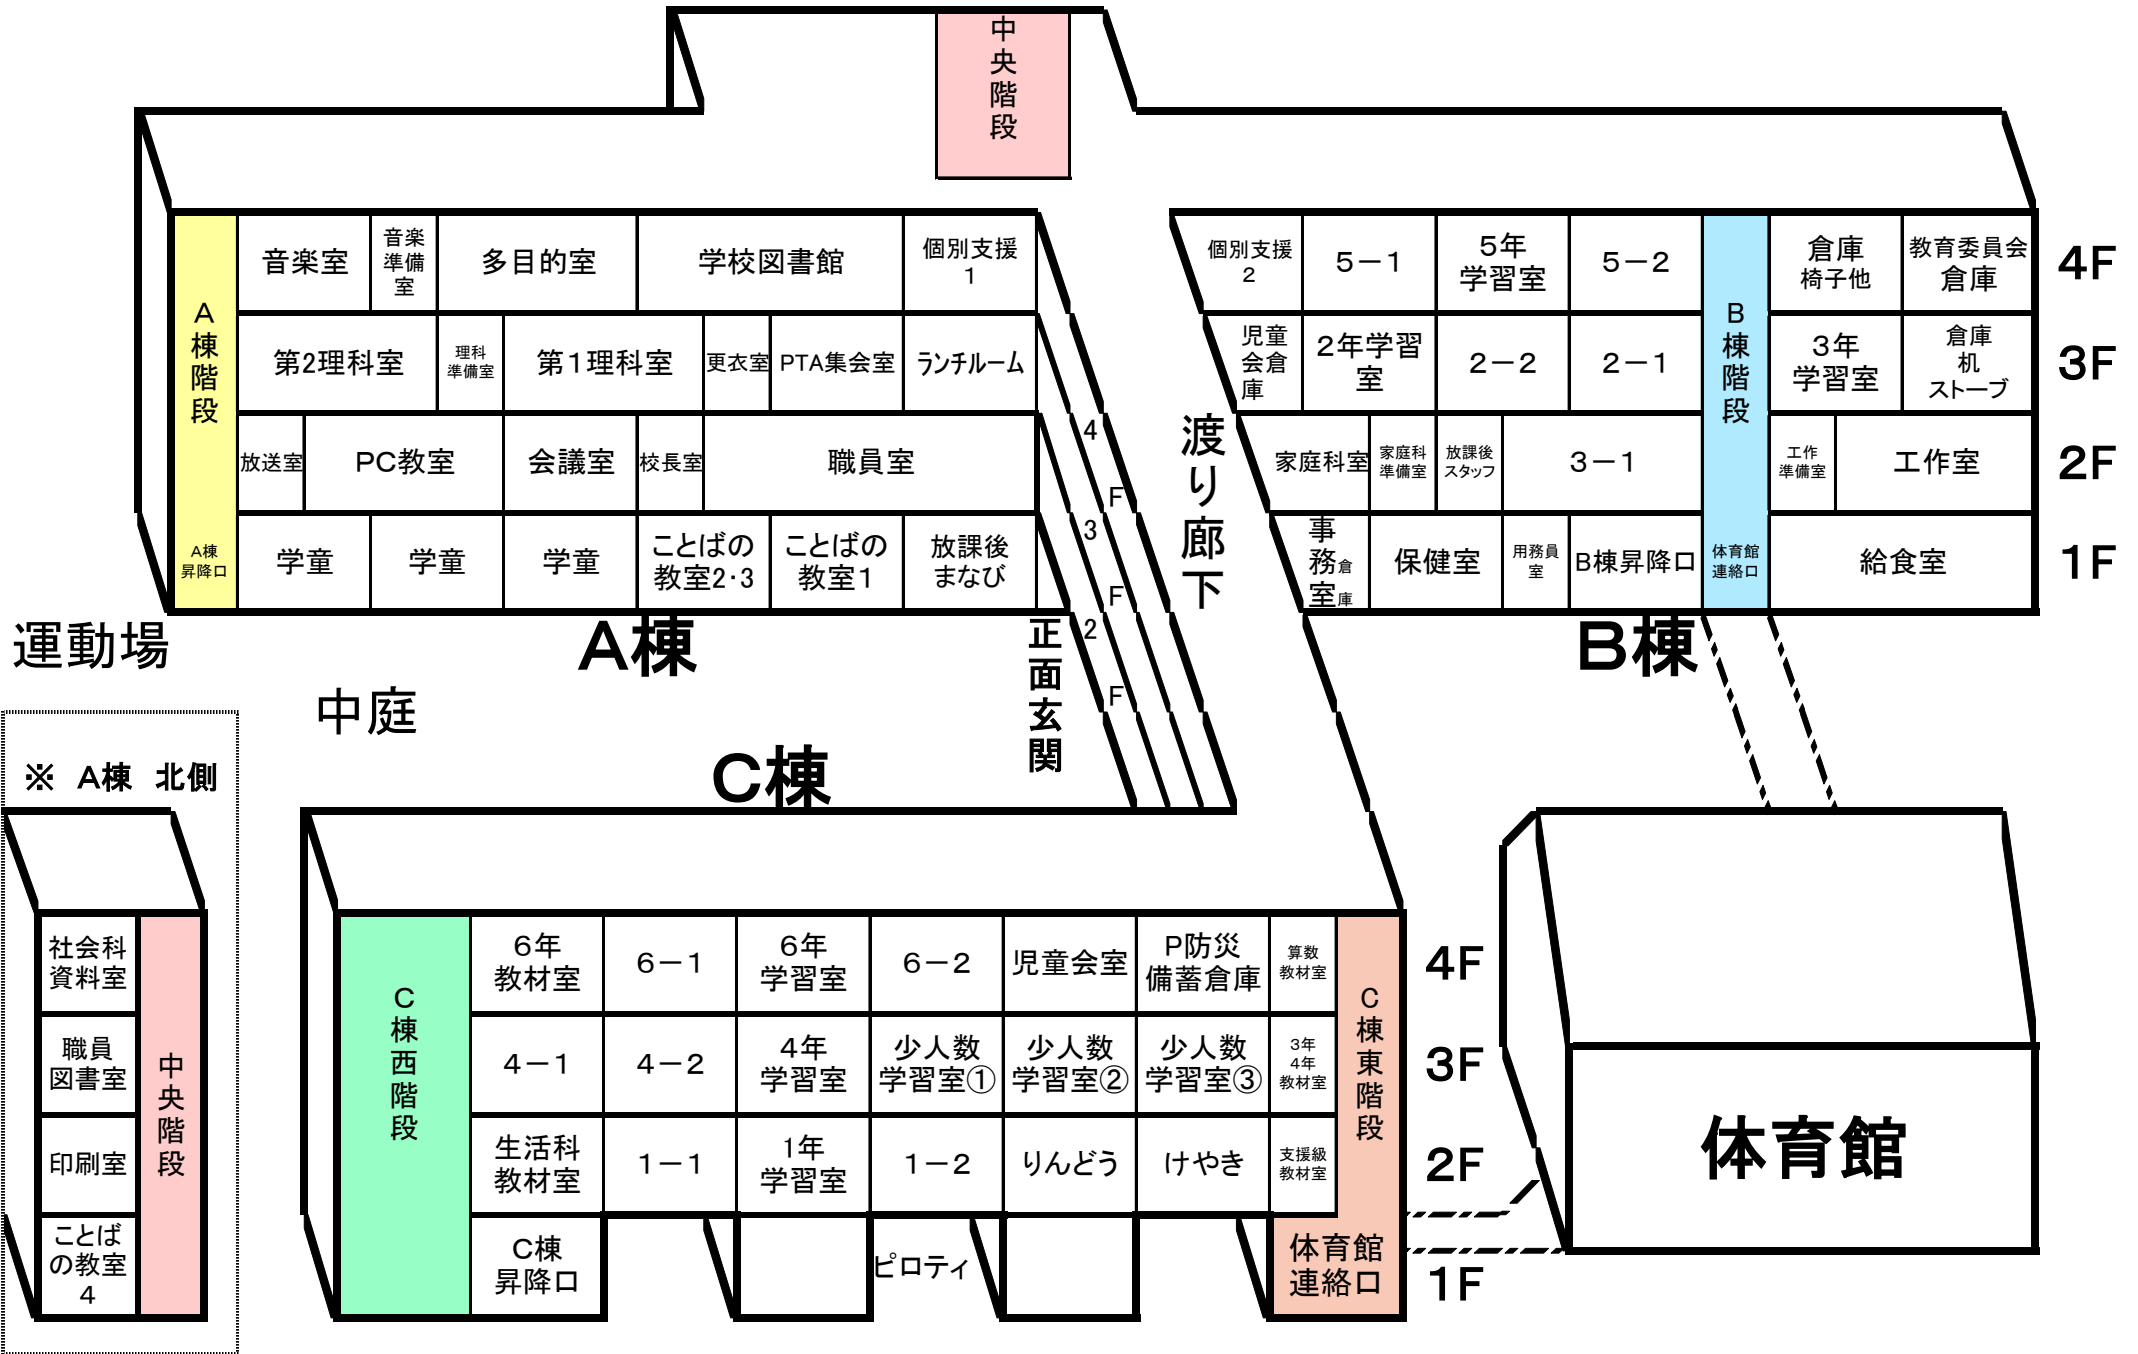 中央階段
音楽室
音楽
準備
室
多目的室
学校図書館
個別支援
1
個別支援
2
5－1
5年
学習室
5－2
倉庫
椅子他
教育委員会
倉庫
4F
A棟階段
第2理科室
理科
準備室
第1理科室
更衣室
PTA集会室
ランチルーム
児童
会倉
庫
2年学習
室
2－2
2－1
B棟階段
3年
学習室
倉庫
机
ストーブ
3F
放送室
PC教室
会議室
校長室
職員室
4F
渡り廊下
家庭科室
家庭科
準備室
放課後
スタッフ
3－1
工作
準備室
工作室
2F
A棟
昇降口
学童
学童
学童
ことばの
教室2･3
ことばの
教室1
放課後
まなび
3F
事務室
倉庫
保健室
用務員
室
B棟昇降口
体育館
連絡口
給食室
1F
運動場
A棟
正面玄関
2F
B棟
中庭
C棟
※ A棟 北側
社会科
資料室
職員
図書室
印刷室
ことば
の教室
4
中央階段
C棟西階段
6年
教材室
6－1
6年
学習室
6－2
児童会室
P防災
備蓄倉庫
算数
教材室
C棟東階段
4F
4－1
4－2
4年
学習室
少人数
学習室①
少人数
学習室②
少人数
学習室③
3年
4年
教材室
3F
生活科
教材室
1－1
1年
学習室
1－2
りんどう
けやき
支援級
教材室
2F
C棟
昇降口
ピロティ
体育館
連絡口
1F
体育館